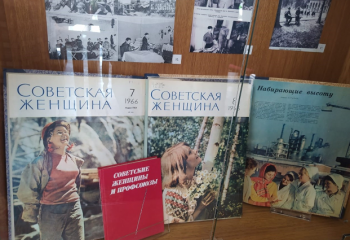 СОВЕТСКАЯ
ЖЕНЩИНА
7
1966
СОВЕТСКАЯ
ЖЕНЩИНА
СОВЕТСКИЕ
ЖЕНЩИНЫ
И ПРОФСОЮЗЫ
Набирающие высоту